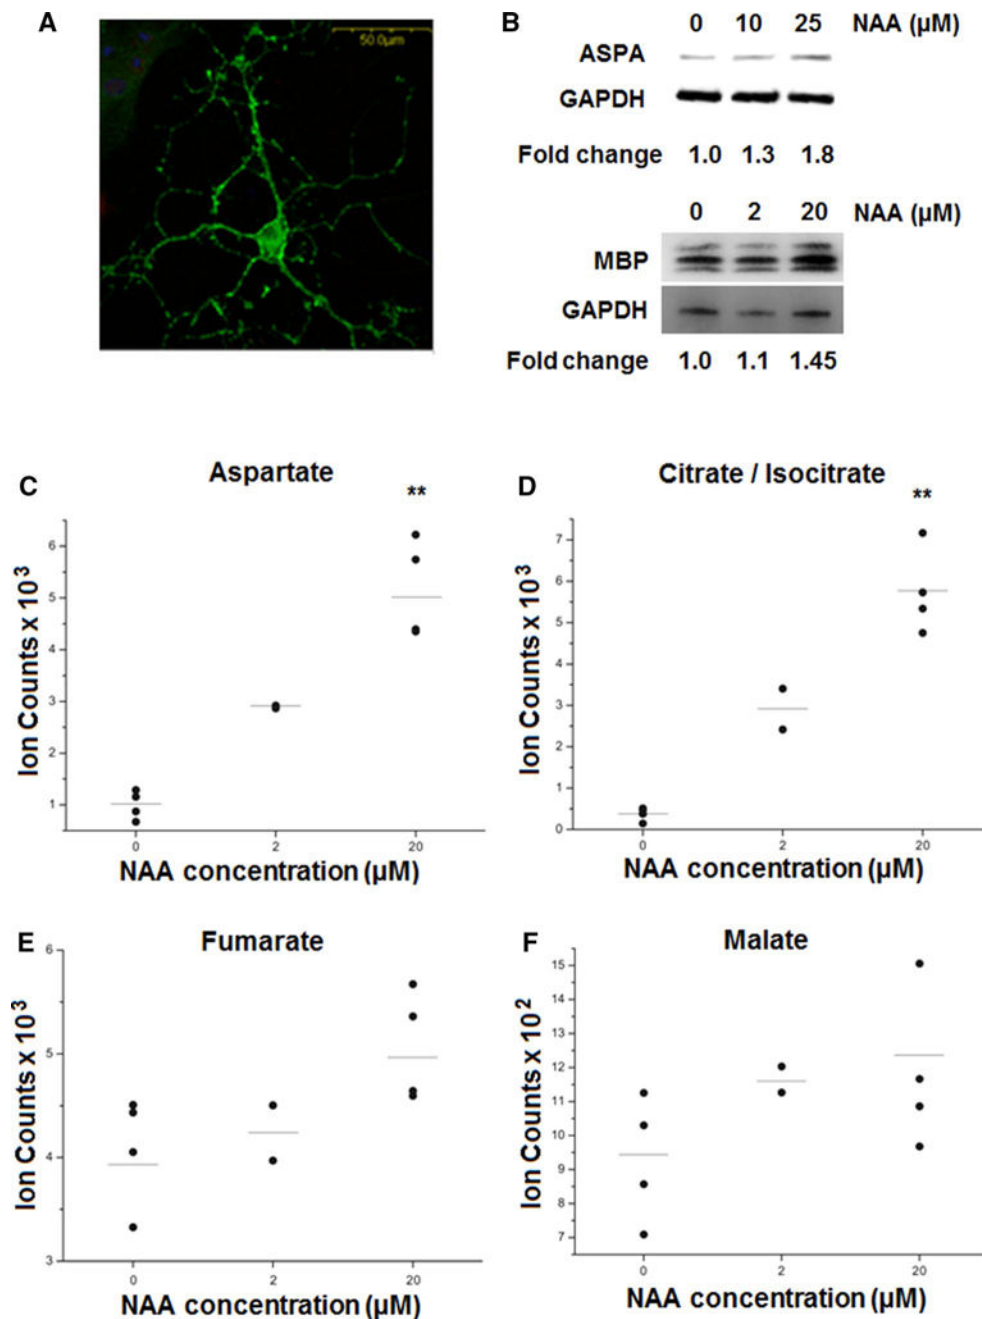 A
50.0µm
B
0 10 25 NAA (µM)
ASPA
GAPDH
Fold change 1.0 1.3 1.8
0 2 20 NAA (µM)
MBP
GAPDH
Fold change 1.0 1.1 1.45
C
Aspartate
**
Ion Counts x 10³
6
5
4
3
2
1
0 2 20
NAA concentration (µM)
D
Citrate / Isocitrate
**
Ion Counts x 10³
7
6
5
4
3
2
1
0
0 2 20
NAA concentration (µM)
E
Fumarate
Ion Counts x 10³
6
5
4
3
0 2 20
NAA concentration (µM)
F
Malate
Ion Counts x 10²
15
14
13
12
11
10
9
8
7
0 2 20
NAA concentration (µM)